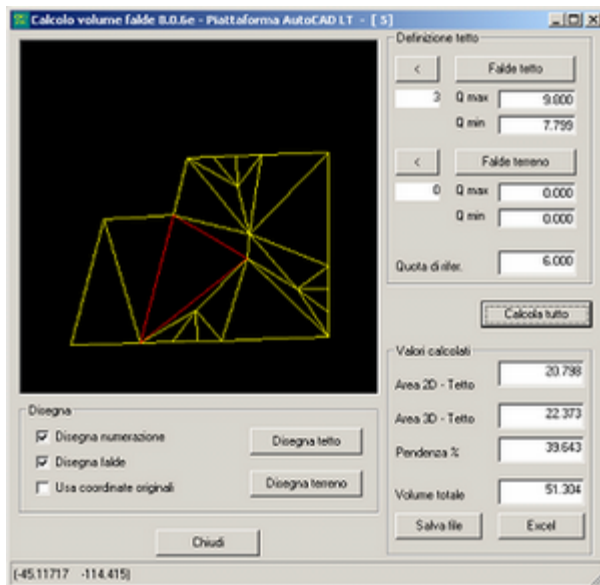 Calcolo volume falde 8.0.6e - Piattaforma AutoCAD LT - [ 5]
Definizione tetto
< Falde tetto
3 Q max 9.800
Q min 7.799
< Falde terreno
0 Q max 0.000
Q min 0.000
Quota di rifer. 6.000
Calcola tutto
Valori calcolati
Area 2D - Tetto 20.798
Area 3D - Tetto 22.373
Pendenza % 39.643
Volume totale 51.304
Salva file Excel
Disegna
Disegna numerazione
Disegna falde
Usa coordinate originali
Disegna tetto
Disegna terreno
Chiudi
(-45.11717 -114.415)